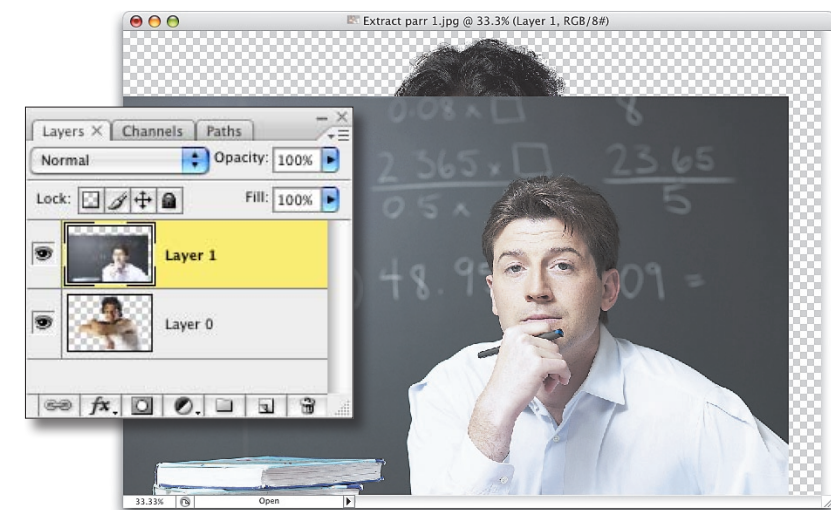 Extract parr 1.jpg @ 33.3% (Layer 1, RGB/8#)
Layers × Channels Paths
Normal Opacity: 100%
Lock: Fill: 100%
Layer 1
Layer 0
fx
0.08 × □ 8
2 365 × □ 23 65
0 5 × 5
) 48.95 09 =
33.33% Open